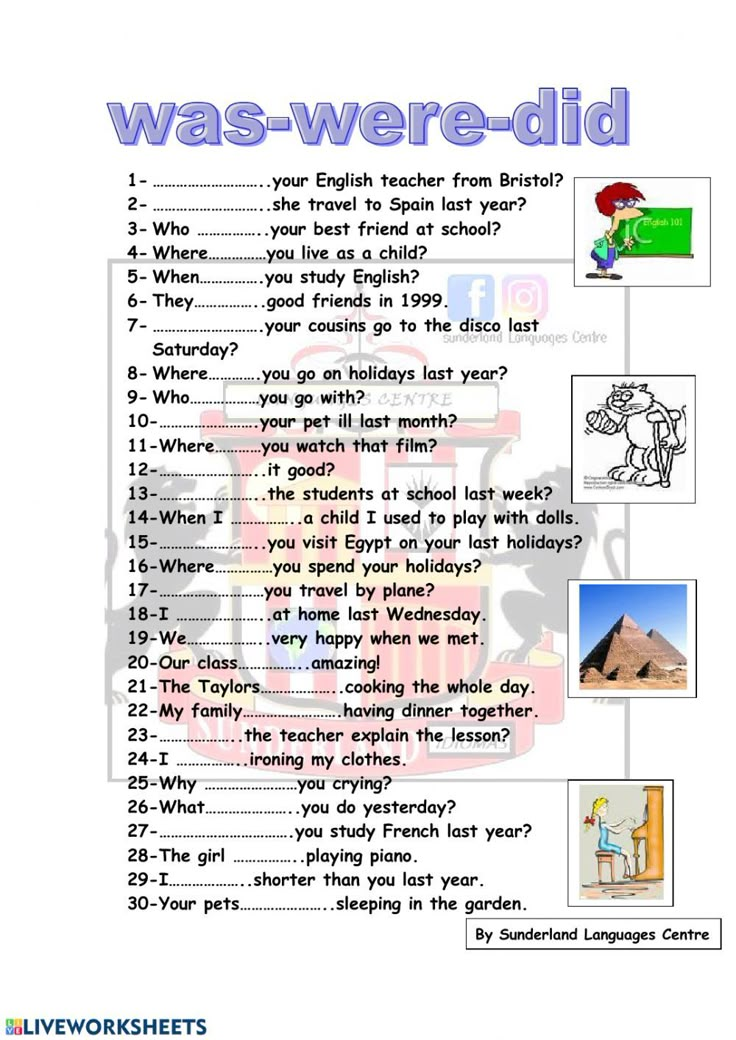 was-were-did
1- ………………………..your English teacher from Bristol?
2- ………………………..she travel to Spain last year?
English 101
3- Who ……………..your best friend at school?
4- Where……………you live as a child?
5- When…………….you study English?
6- They……………..good friends in 1999.
7- ……………………….your cousins go to the disco last
Saturday?
sunderland Languages Centre
8- Where………….you go on holidays last year?
9- Who………………you go with?
CENTRE
10-…………………….your pet ill last month?
11-Where…………you watch that film?
12-……………………..it good?
13-……………………..the students at school last week?
14-When I ……………..a child I used to play with dolls.
15-……………………..you visit Egypt on your last holidays?
16-Where……………you spend your holidays?
17-………………………you travel by plane?
18-I …………………..at home last Wednesday.
19-We………………..very happy when we met.
20-Our class……………..amazing!
21-The Taylors………………..cooking the whole day.
22-My family…………………….having dinner together.
23-………………..the teacher explain the lesson?
SUNDERLAND
IDIOMAS
24-I ……………..ironing my clothes.
25-Why ……………………you crying?
26-What…………………..you do yesterday?
27-…………………………….you study French last year?
28-The girl ……………..playing piano.
29-I………………..shorter than you last year.
30-Your pets…………………..sleeping in the garden.
By Sunderland Languages Centre
LIVEWORKSHEETS